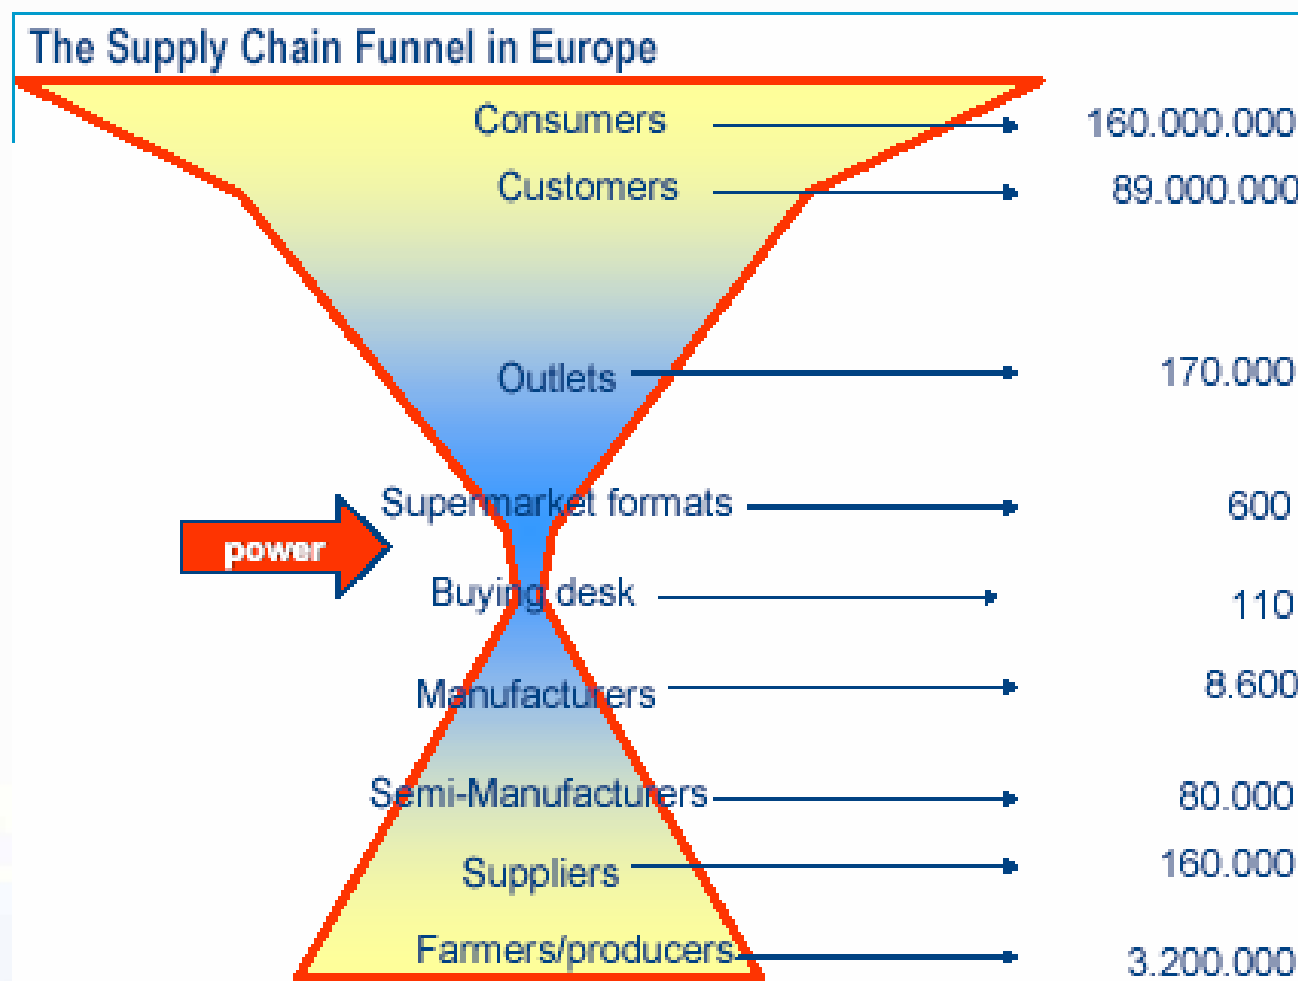 The Supply Chain Funnel in Europe
Consumers 160.000.000
Customers 89.000.000
Outlets 170.000
Supermarket formats 600
power
Buying desk 110
Manufacturers 8.600
Semi-Manufacturers 80.000
Suppliers 160.000
Farmers/producers 3.200.000